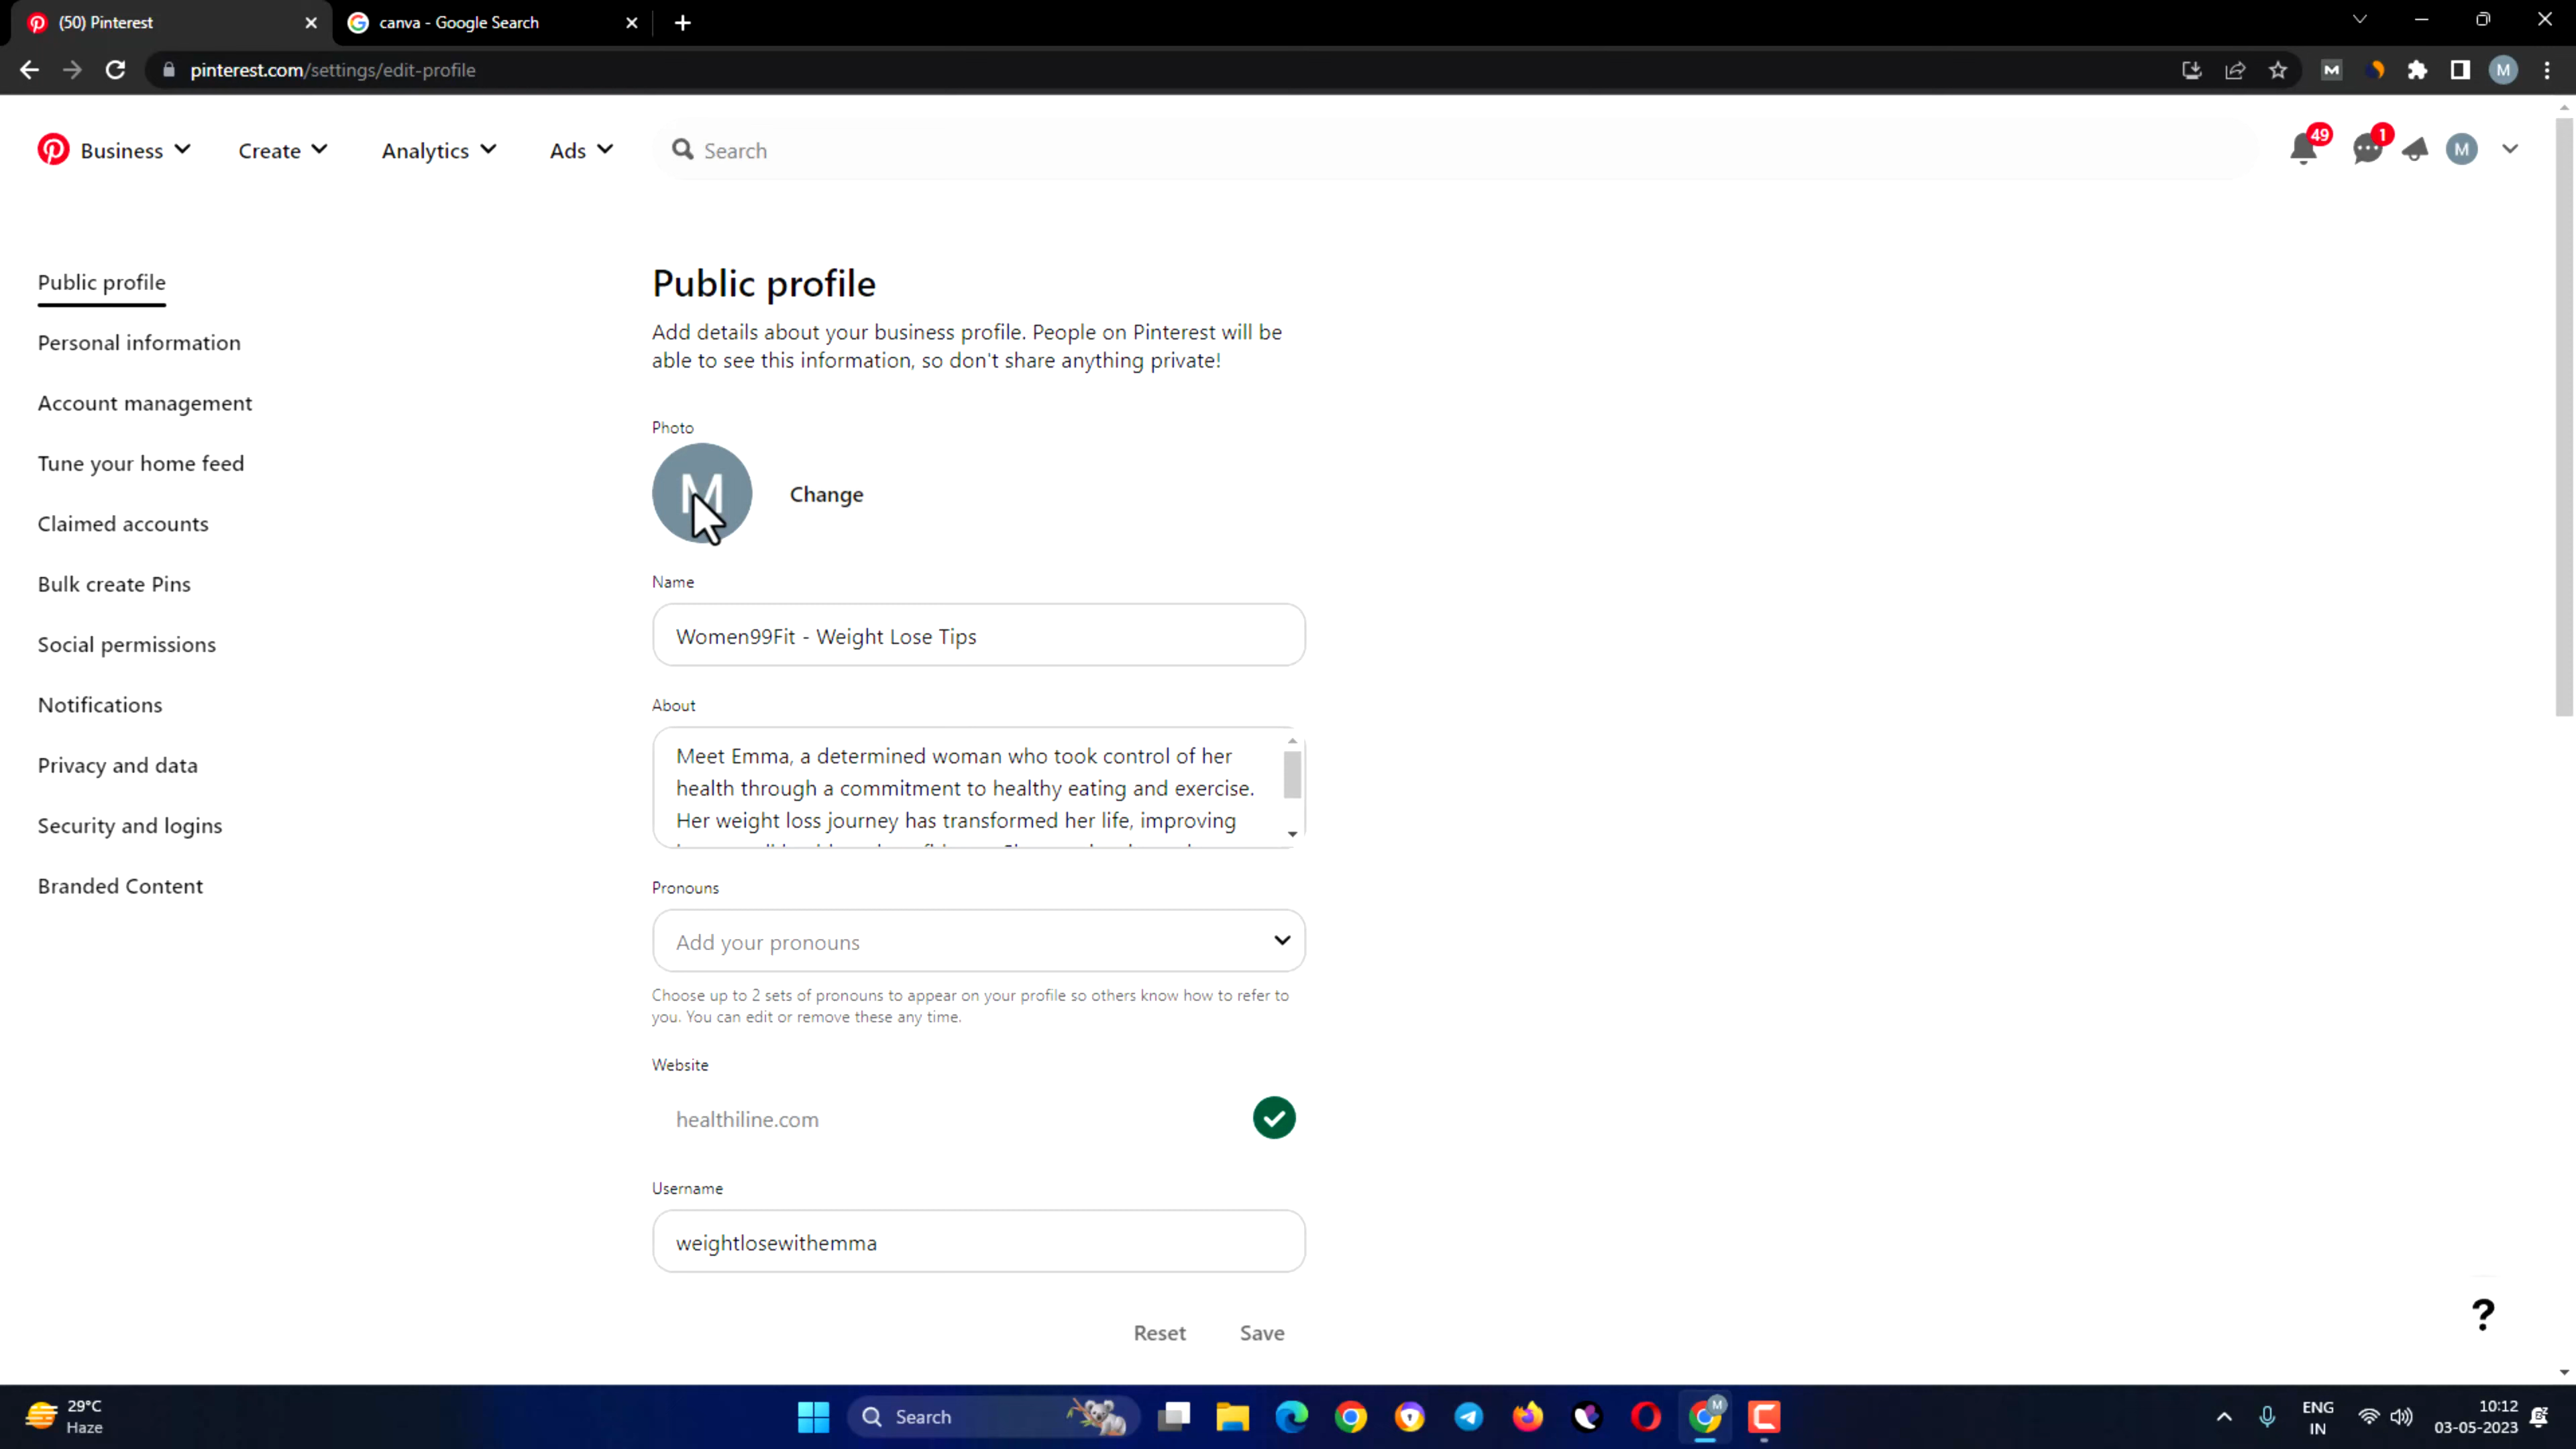 (50) Pinterest
canva - Google Search
pinterest.com/settings/edit-profile
M
M
Business
Create
Analytics
Ads
Search
49
1
M
Public profile
Personal information
Account management
Tune your home feed
Claimed accounts
Bulk create Pins
Social permissions
Notifications
Privacy and data
Security and logins
Branded Content
Public profile
Add details about your business profile. People on Pinterest will be
able to see this information, so don't share anything private!
Photo
M
Change
Name
Women99Fit - Weight Lose Tips
About
Meet Emma, a determined woman who took control of her
health through a commitment to healthy eating and exercise.
Her weight loss journey has transformed her life, improving
Pronouns
Add your pronouns
Choose up to 2 sets of pronouns to appear on your profile so others know how to refer to
you. You can edit or remove these any time.
Website
healthiline.com
Username
weightlosewithemma
Reset
Save
?
29°C
Haze
Search
M
ENG
IN
10:12
03-05-2023